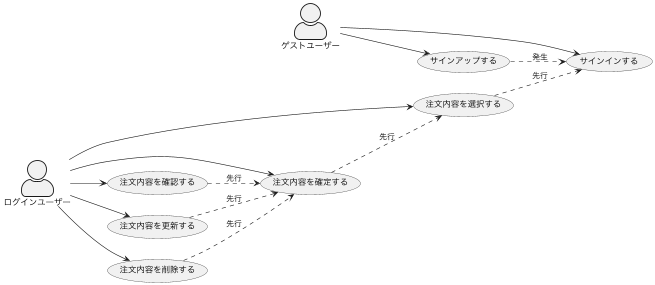 ゲストユーザー
サインアップする
発生
サインインする
先行
注文内容を選択する
先行
ログインユーザー
注文内容を確認する
先行
注文内容を確定する
先行
注文内容を更新する
先行
注文内容を削除する